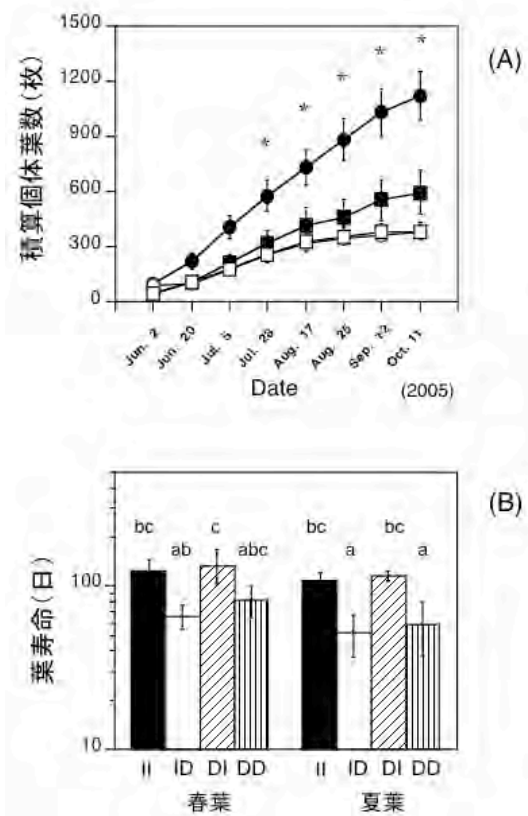 (A)
積算個体葉数(枚)
1500
1200
900
600
300
0
* * * * *
Jun. 2 Jun. 20 Jul. 5 Jul. 28 Aug. 17 Aug. 25 Sep. 22 Oct. 11
Date
(2005)
(B)
葉寿命(日)
100
10
bc ab c abc bc a bc a
II ID DI DD II ID DI DD
春葉 夏葉